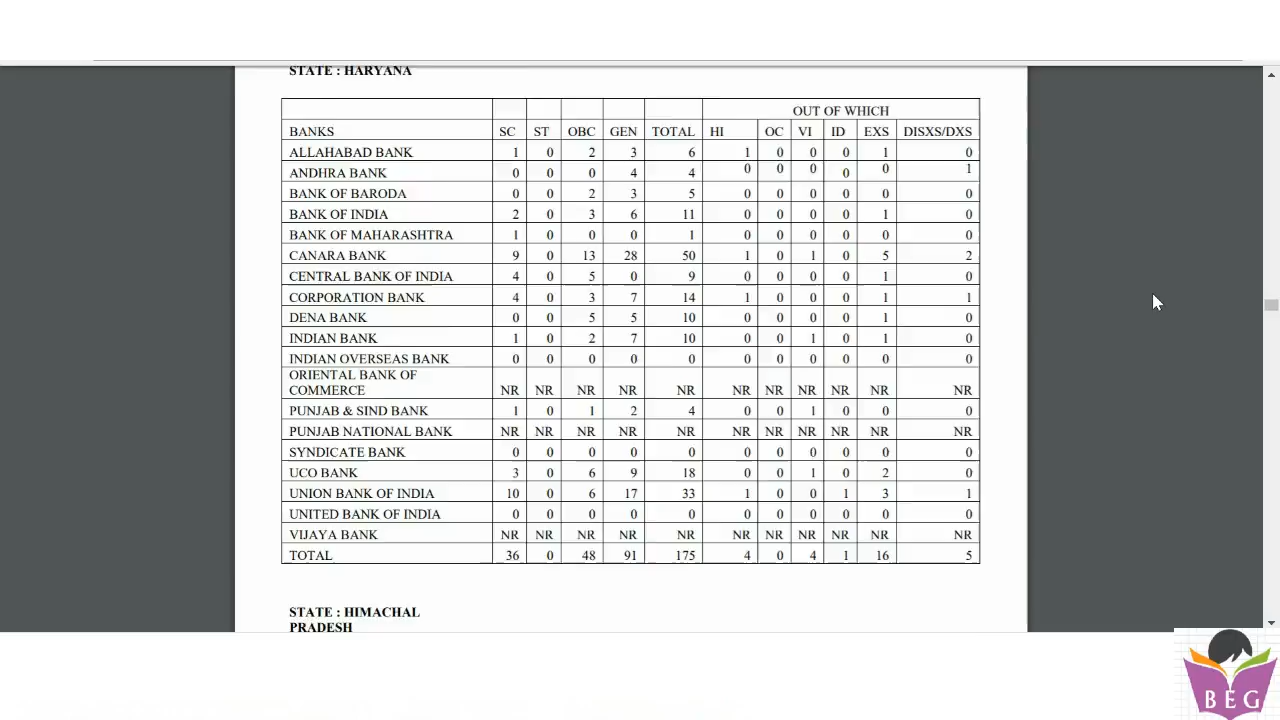 STATE : HARYANA
OUT OF WHICH
BANKS SC ST OBC GEN TOTAL HI OC VI ID EXS DISXS/DXS
ALLAHABAD BANK 1 0 2 3 6 1 0 0 0 1 0
ANDHRA BANK 0 0 0 4 4 0 0 0 0 0 1
BANK OF BARODA 0 0 2 3 5 0 0 0 0 0 0
BANK OF INDIA 2 0 3 6 11 0 0 0 0 1 0
BANK OF MAHARASHTRA 1 0 0 0 1 0 0 0 0 0 0
CANARA BANK 9 0 13 28 50 1 0 1 0 5 2
CENTRAL BANK OF INDIA 4 0 5 0 9 0 0 0 0 1 0
CORPORATION BANK 4 0 3 7 14 1 0 0 0 1 1
DENA BANK 0 0 5 5 10 0 0 0 0 1 0
INDIAN BANK 1 0 2 7 10 0 0 1 0 1 0
INDIAN OVERSEAS BANK 0 0 0 0 0 0 0 0 0 0 0
ORIENTAL BANK OF
COMMERCE NR NR NR NR NR NR NR NR NR NR NR
PUNJAB & SIND BANK 1 0 1 2 4 0 0 1 0 0 0
PUNJAB NATIONAL BANK NR NR NR NR NR NR NR NR NR NR NR
SYNDICATE BANK 0 0 0 0 0 0 0 0 0 0 0
UCO BANK 3 0 6 9 18 0 0 1 0 2 0
UNION BANK OF INDIA 10 0 6 17 33 1 0 0 1 3 1
UNITED BANK OF INDIA 0 0 0 0 0 0 0 0 0 0 0
VIJAYA BANK NR NR NR NR NR NR NR NR NR NR NR
TOTAL 36 0 48 91 175 4 0 4 1 16 5
STATE : HIMACHAL
PRADESH
BEG